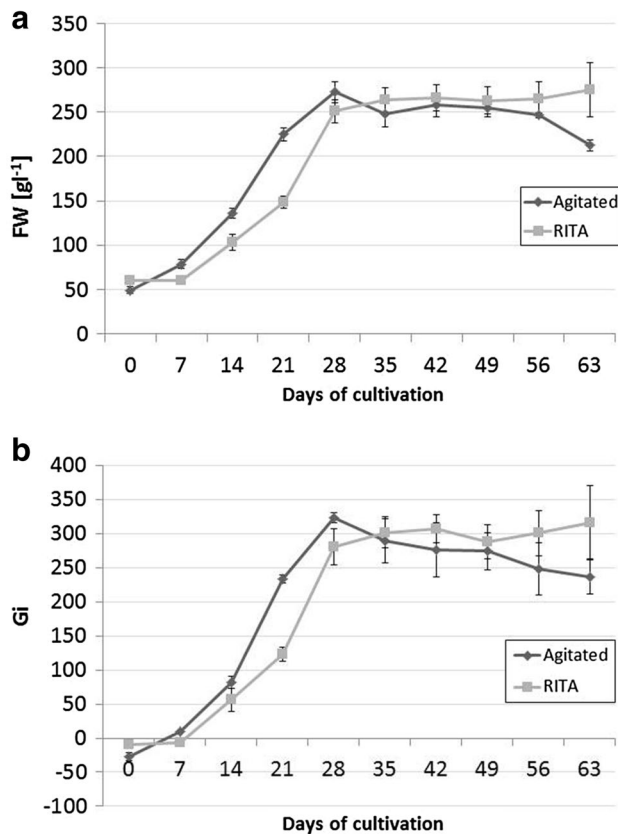 a
FW [gl-1]
350
300
250
200
150
100
50
0
Agitated
RITA
0 7 14 21 28 35 42 49 56 63
Days of cultivation
b
Gi
400
350
300
250
200
150
100
50
0
-50
-100
Agitated
RITA
0 7 14 21 28 35 42 49 56 63
Days of cultivation